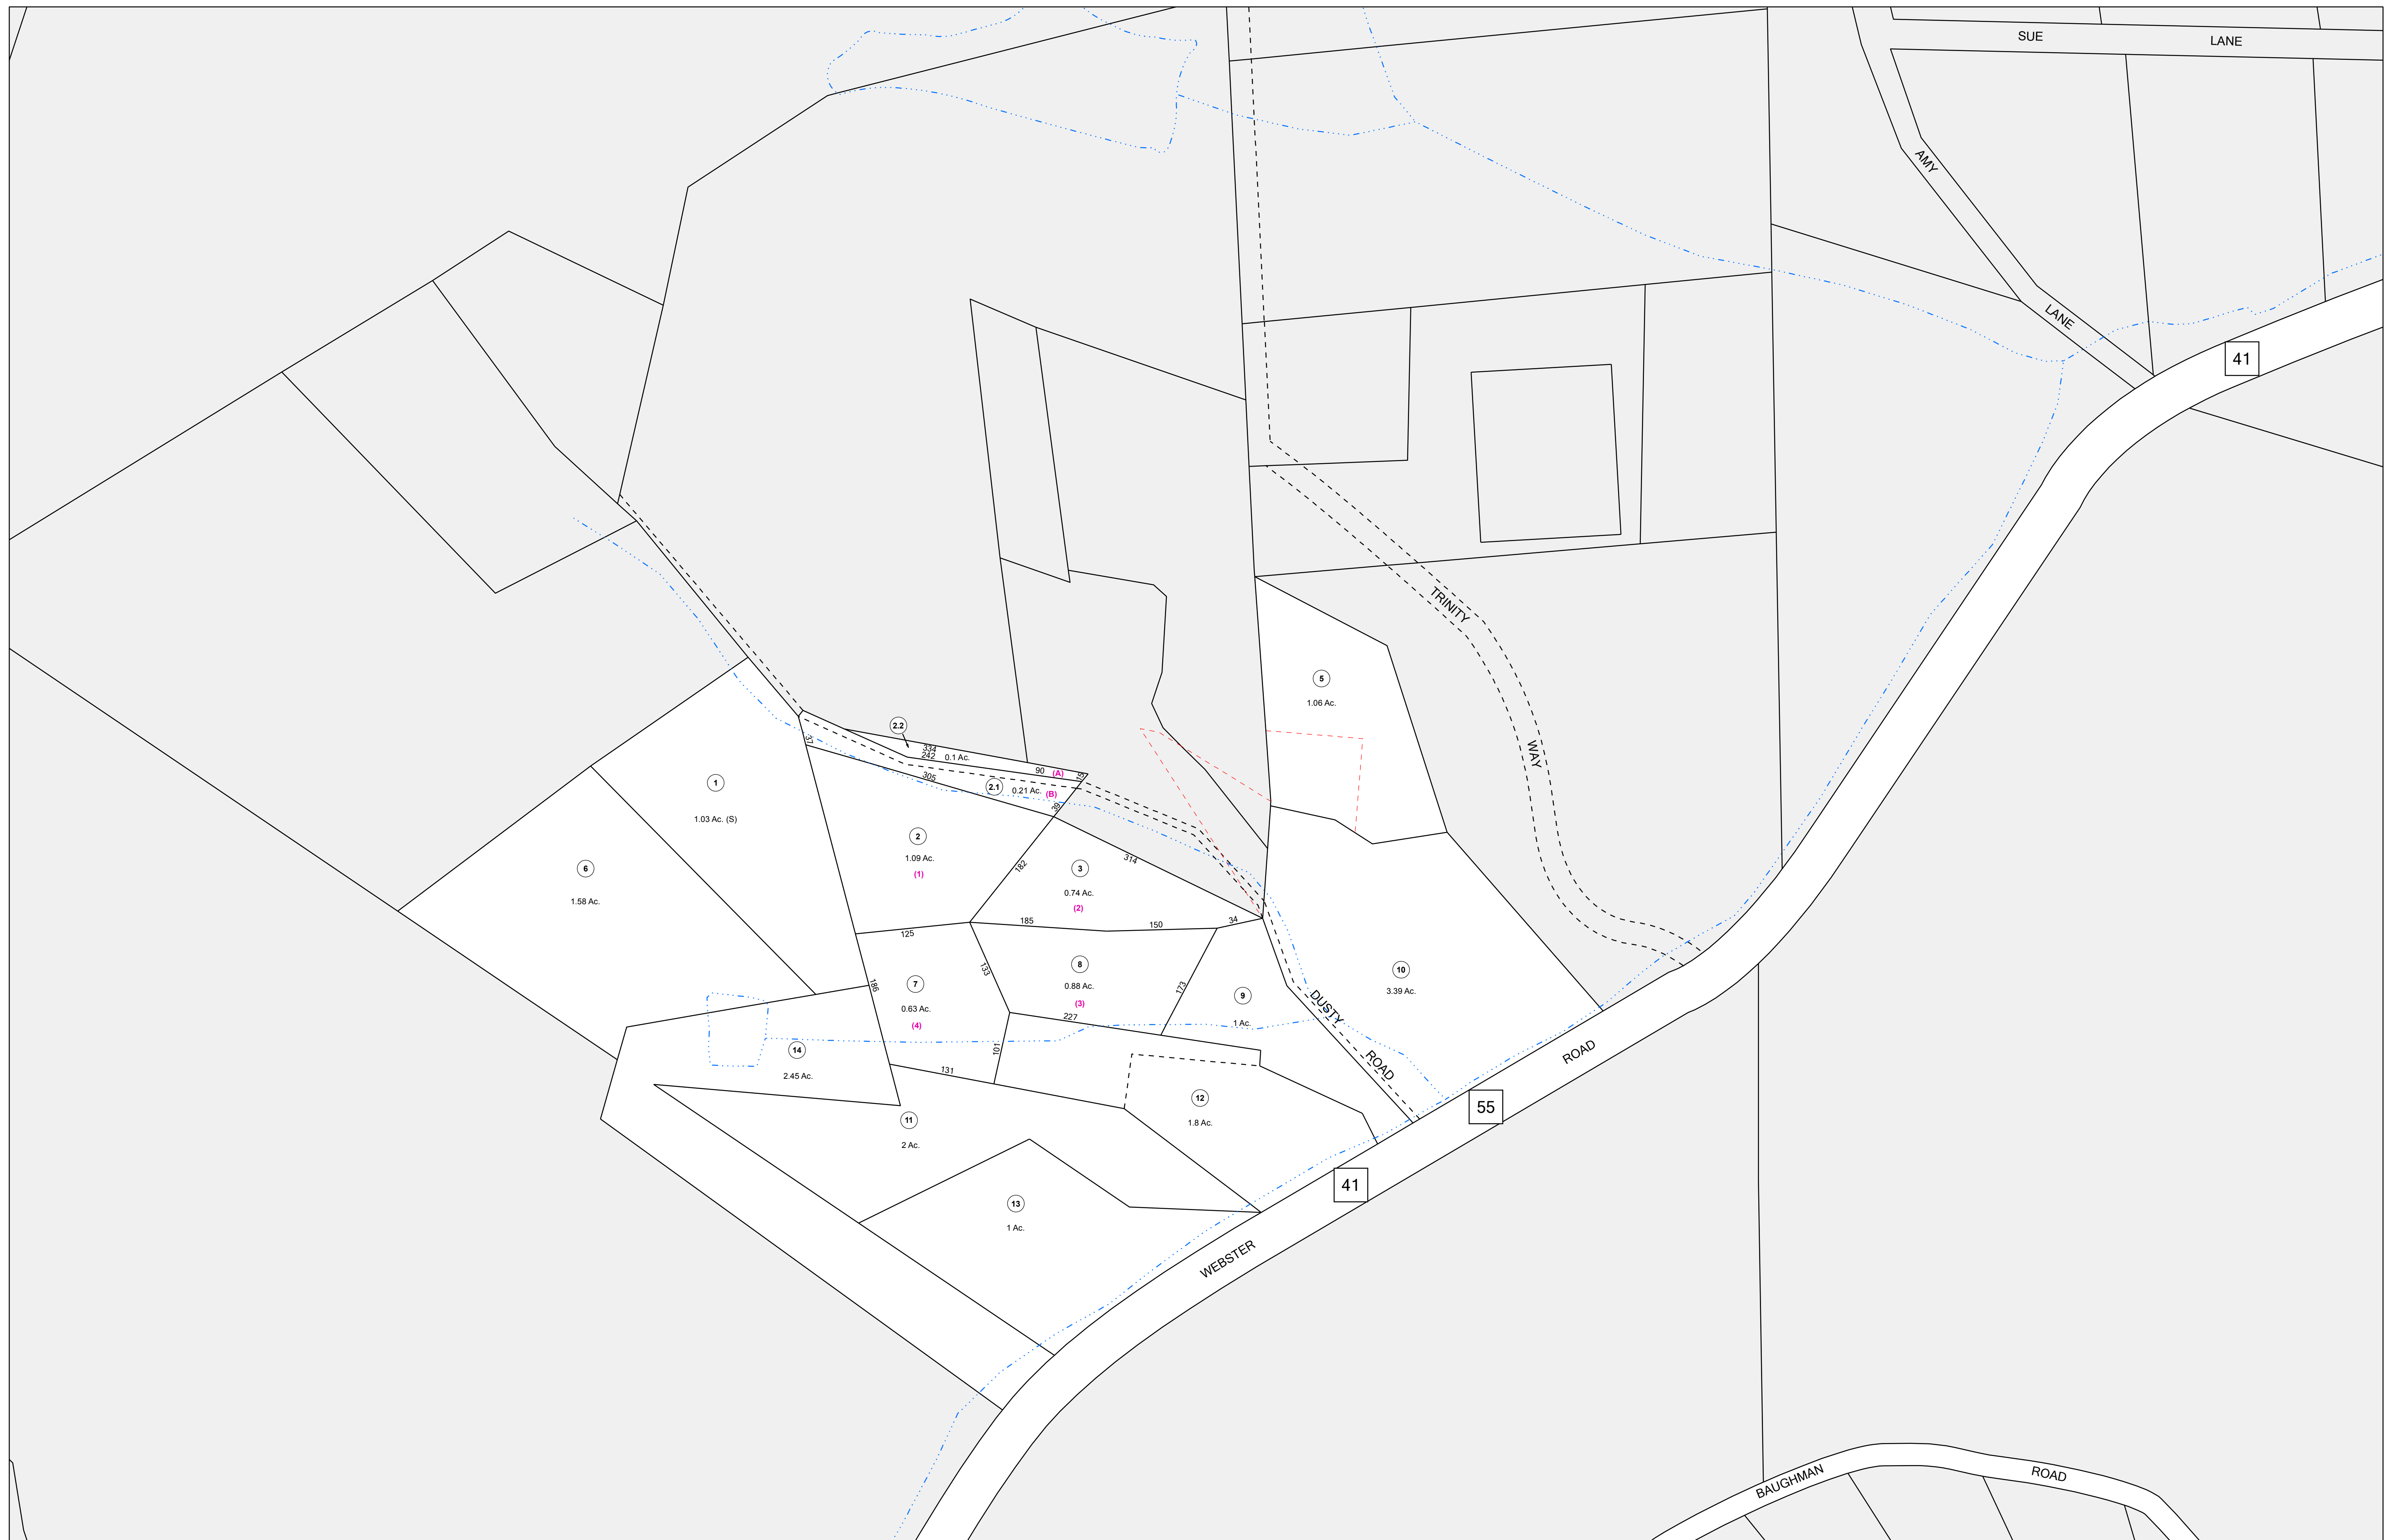 SUE LANE
AMY
LANE
41
TRINITY
WAY
5
1.06 Ac.
2.2
334
242
0.1 Ac.
90
(A)
15
37
305
2.1
0.21 Ac.
(B)
39
1
1.03 Ac. (S)
2
1.09 Ac.
(1)
182
314
3
0.74 Ac.
(2)
6
1.58 Ac.
185
150
34
125
133
8
0.88 Ac.
(3)
173
186
7
0.63 Ac.
(4)
9
1 Ac.
10
3.39 Ac.
227
101
131
14
2.45 Ac.
DUSTY
ROAD
12
1.8 Ac.
11
2 Ac.
13
1 Ac.
WEBSTER
ROAD
55
41
BAUGHMAN
ROAD